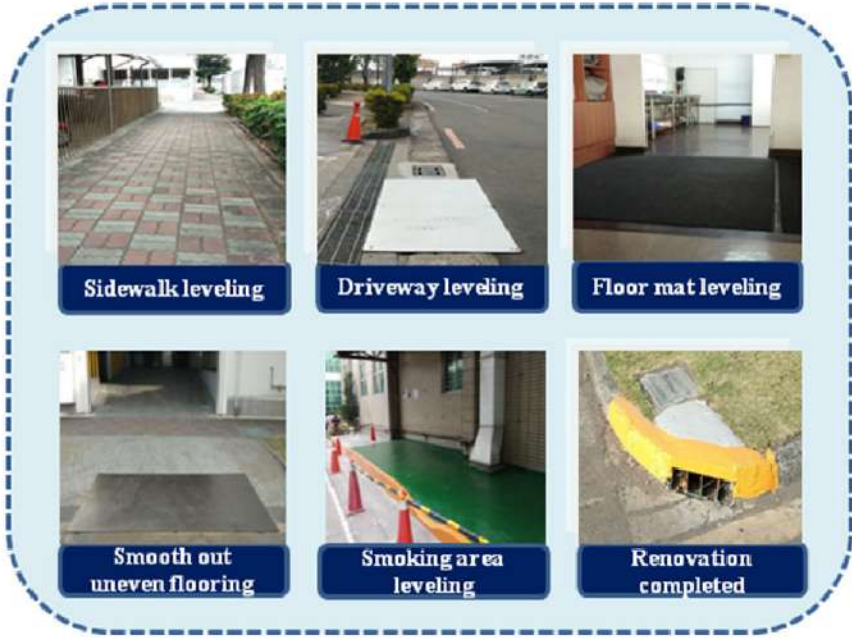 Sidewalk leveling
Driveway leveling
Floor mat leveling
Smooth out
uneven flooring
Smoking area
leveling
Renovation
completed